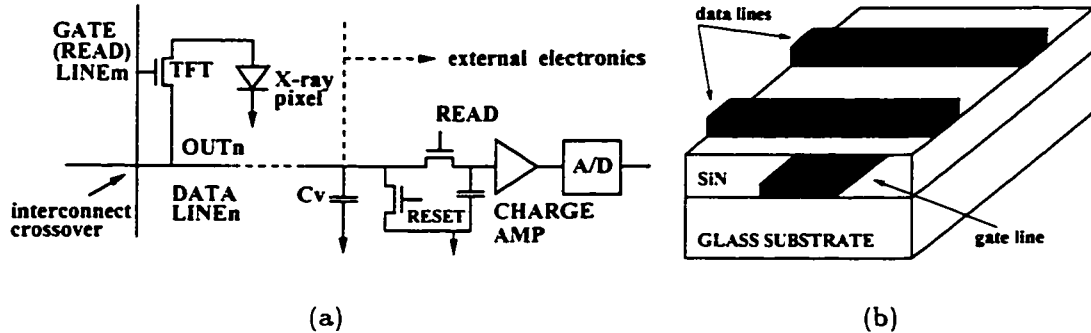 GATE
(READ)
LINEm
TFT
X-ray
pixel
external electronics
READ
OUTn
DATA
LINEn
interconnect
crossover
Cv
RESET
CHARGE
AMP
A/D
(a)
data lines
SiN
GLASS SUBSTRATE
gate line
(b)